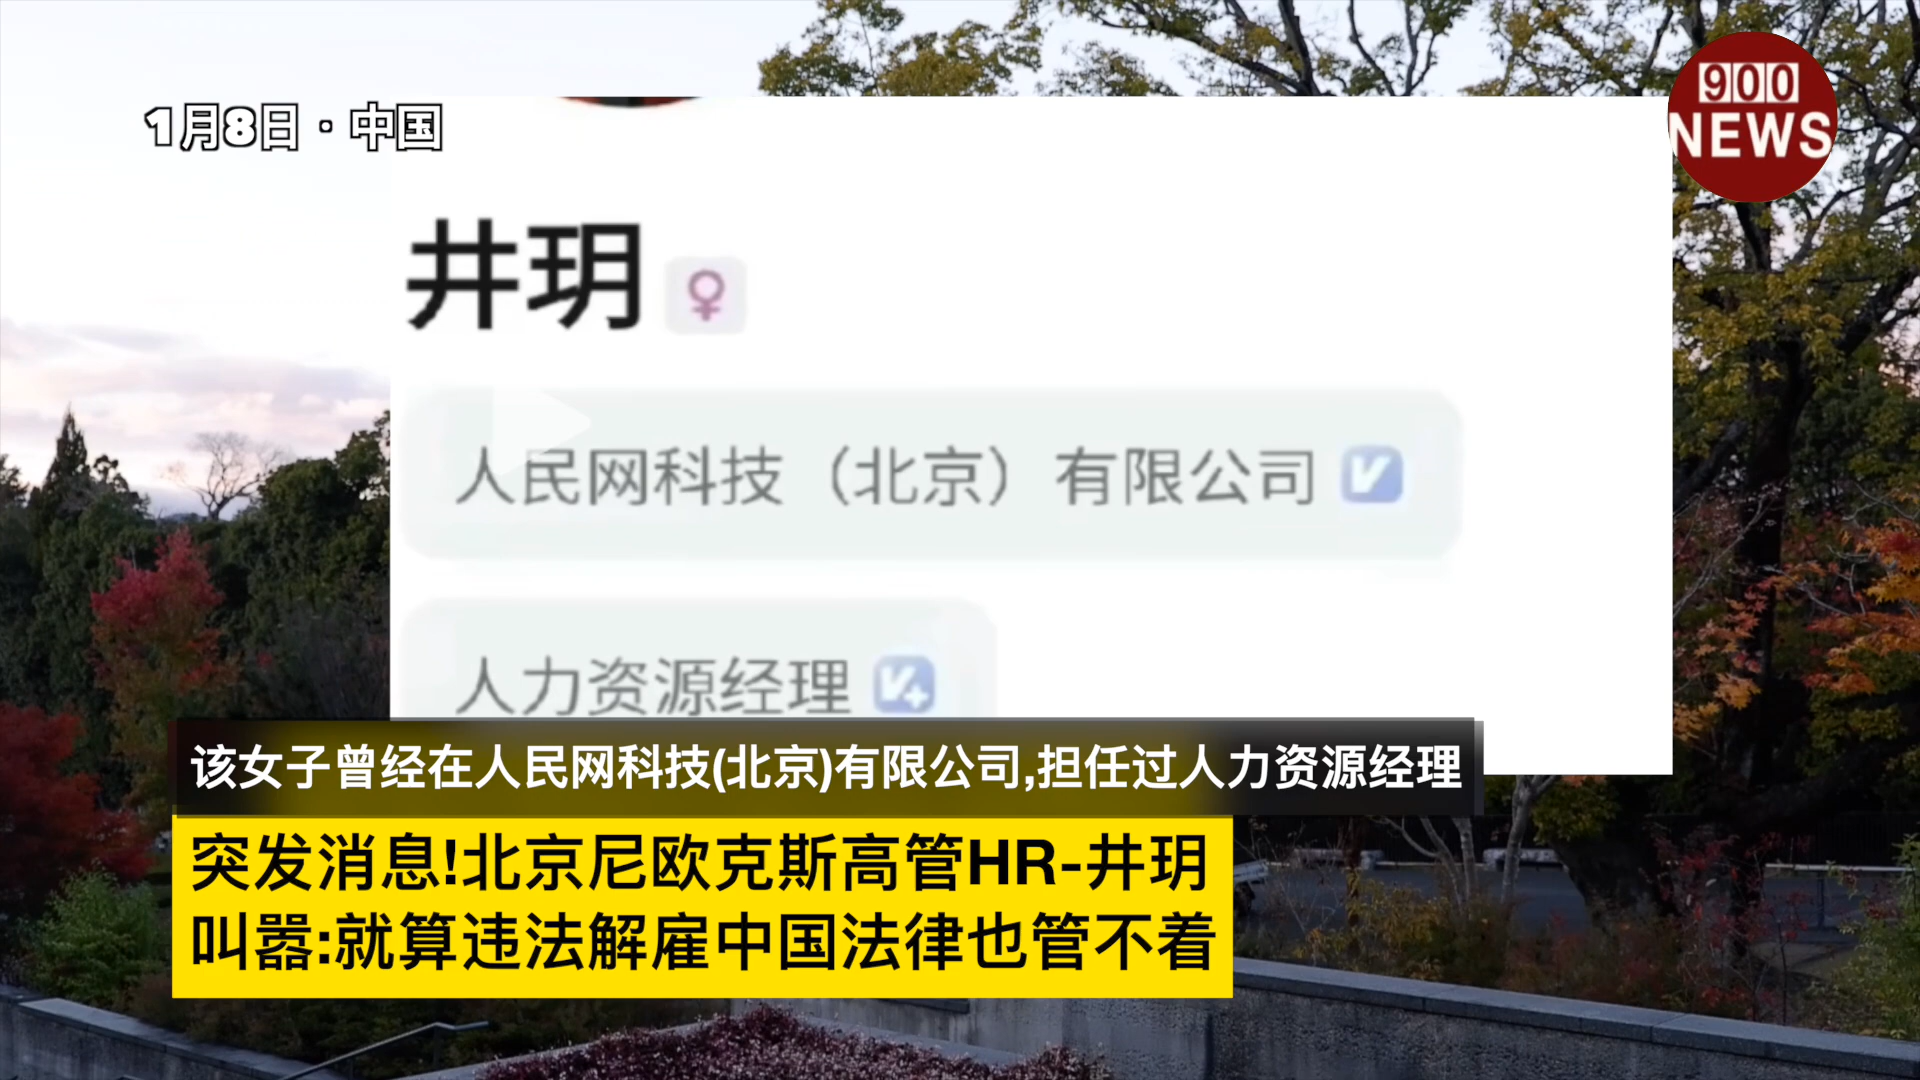 1月8日·中国
900
NEWS
井玥
人民网科技（北京）有限公司
人力资源经理
该女子曾经在人民网科技(北京)有限公司,担任过人力资源经理
突发消息!北京尼欧克斯高管HR-井玥
叫嚣:就算违法解雇中国法律也管不着